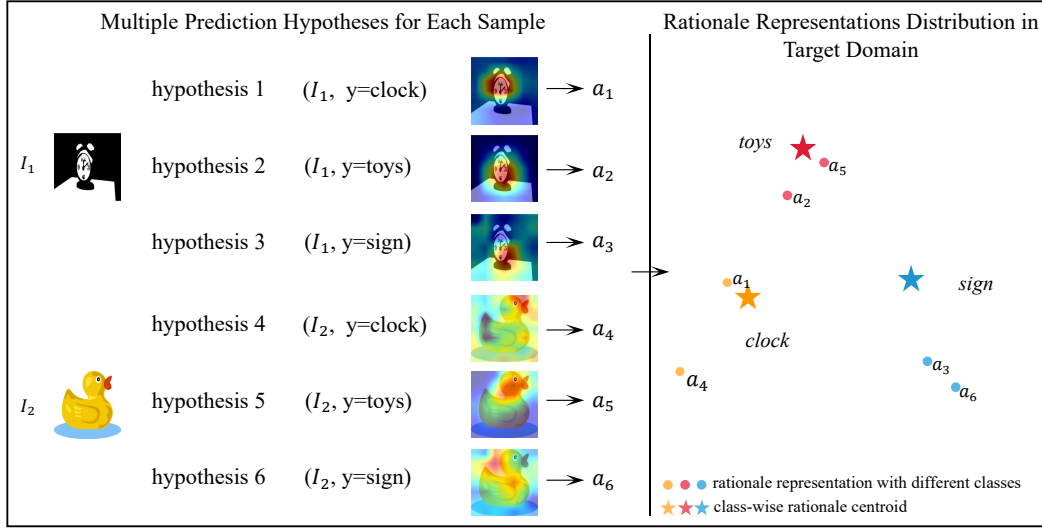 Multiple Prediction Hypotheses for Each Sample
hypothesis 1 (I₁, y=clock) a₁
I₁
hypothesis 2 (I₁, y=toys) a₂
hypothesis 3 (I₁, y=sign) a₃
hypothesis 4 (I₂, y=clock) a₄
I₂
hypothesis 5 (I₂, y=toys) a₅
hypothesis 6 (I₂, y=sign) a₆
Rationale Representations Distribution in
Target Domain
toys
a₅
a₂
a₁
sign
clock
a₃
a₄
a₆
rationale representation with different classes
class-wise rationale centroid